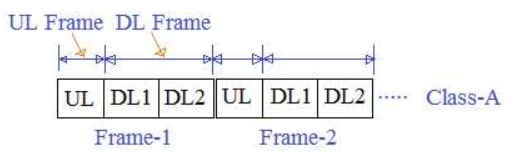 UL Frame DL Frame
UL DL1 DL2 UL DL1 DL2 ..... Class-A
Frame-1 Frame-2